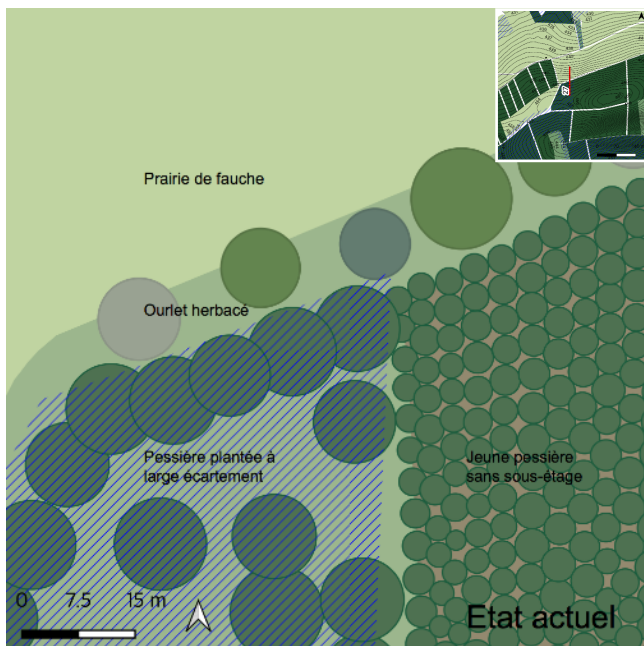 Prairie de fauche
Ourlet herbacé
Pessière plantée à
large écartement
Jeune pessière
sans sous-étage
0 7.5 15 m
Etat actuel